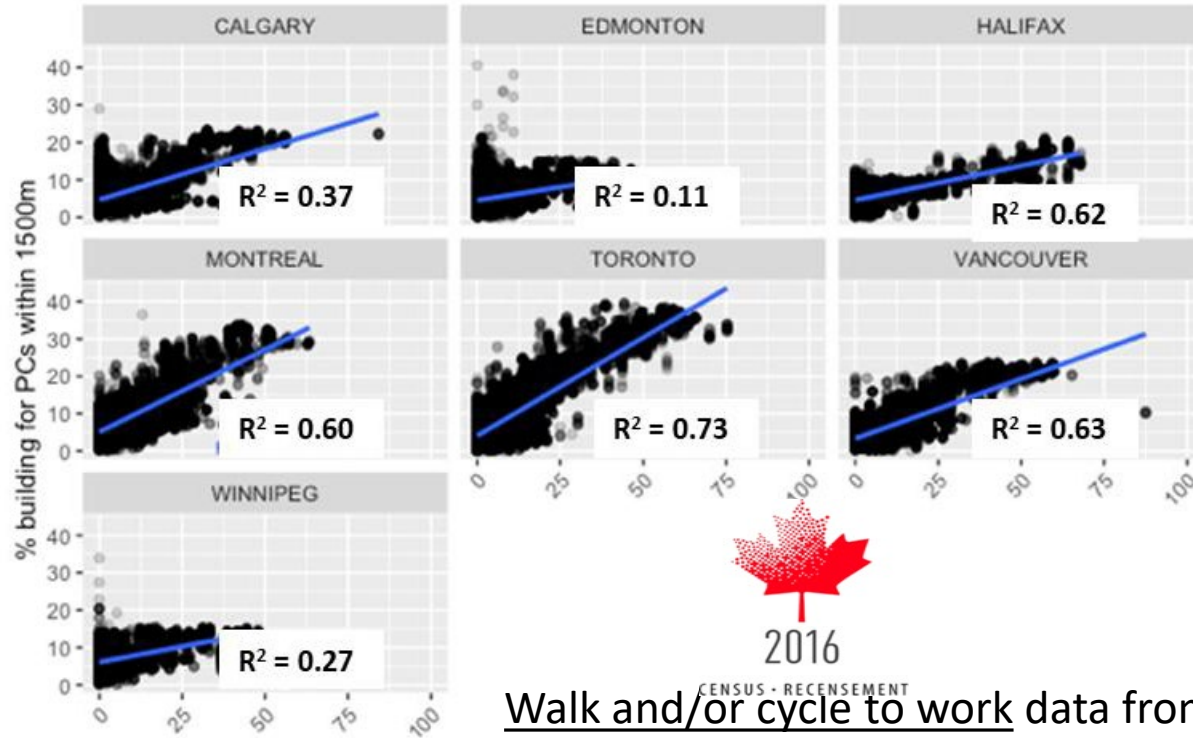 CALGARY EDMONTON HALIFAX
40
30
20
10
0
R² = 0.37 R² = 0.11 R² = 0.62
% building for PCs within 1500m
MONTREAL TORONTO VANCOUVER
40
30
20
10
0
R² = 0.60 R² = 0.73 R² = 0.63
0 25 50 75 100 0 25 50 75 100
WINNIPEG
40
30
20
10
0
R² = 0.27
0 25 50 75 100
2016
CENSUS · RECENSEMENT
Walk and/or cycle to work data from